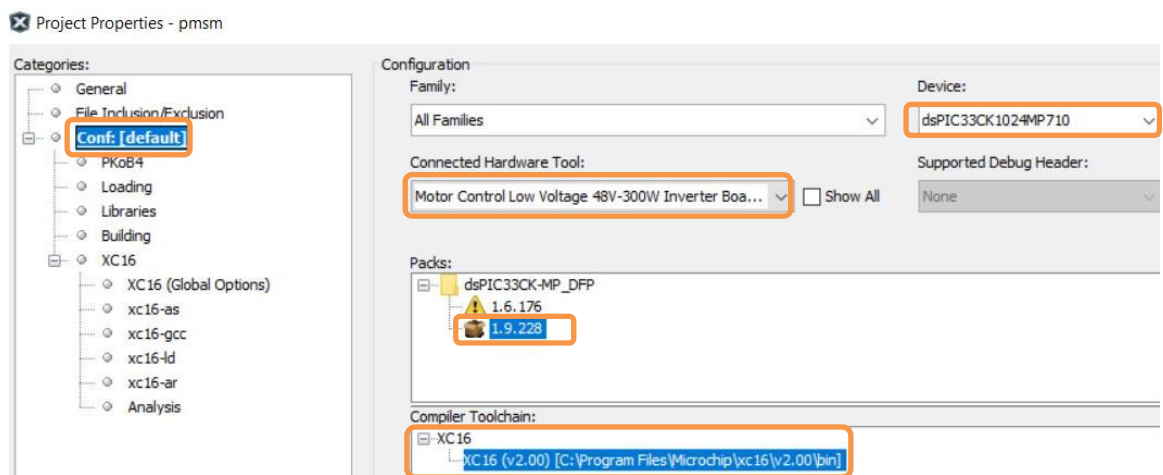 Project Properties - pmsm
Categories:
General
File Inclusion/Exclusion
Conf: [default]
PKoB4
Loading
Libraries
Building
XC16
XC16 (Global Options)
xc16-as
xc16-gcc
xc16-ld
xc16-ar
Analysis
Configuration
Family:
All Families
Device:
dsPIC33CK1024MP710
Connected Hardware Tool:
Motor Control Low Voltage 48V-300W Inverter Boa...
Show All
Supported Debug Header:
None
Packs:
dsPIC33CK-MP_DFP
1.6.176
1.9.228
Compiler Toolchain:
XC16
XC16 (v2.00) [C:\Program Files\Microchip\xc16\v2.00\bin]